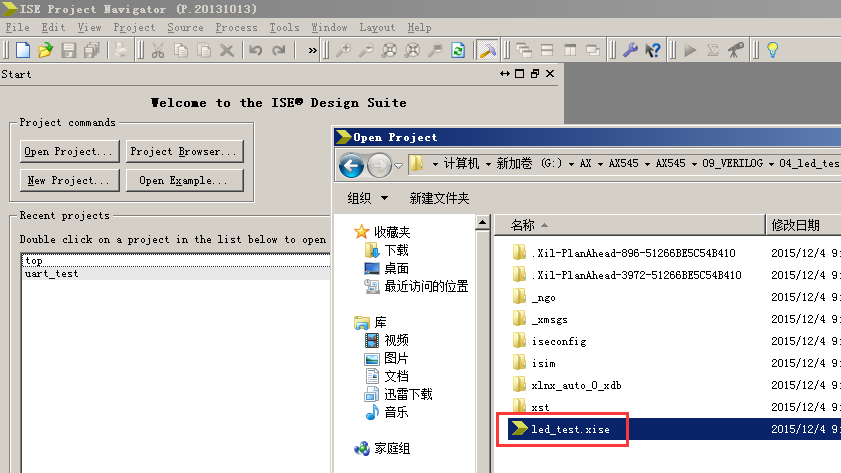 ISE Project Navigator (P.20131013)
File Edit View Project Source Process Tools Window Layout Help
»
Start
Welcome to the ISE® Design Suite
Project commands
Open Project... Project Browser...
New Project... Open Example...
Recent projects
Double click on a project in the list below to open
top
uart_test
Open Project
计算机 新加卷 (G:) AX AX545 AX545 09_VERILOG 04_led_tes
组织 新建文件夹
收藏夹
下载
桌面
最近访问的位置
库
视频
图片
文档
迅雷下载
音乐
家庭组
名称 修改日期
.Xil-PlanAhead-896-51266BE5C54B410 2015/12/4 9:
.Xil-PlanAhead-3972-51266BE5C54B410 2015/12/4 9:
_ngo 2015/12/4 9:
_xmsgs 2015/12/4 9:
iseconfig 2015/12/4 9:
isim 2015/12/4 9:
xlnx_auto_0_xdb 2015/12/4 9:
xst 2015/12/4 9:
led_test.xise 2015/12/4 9: